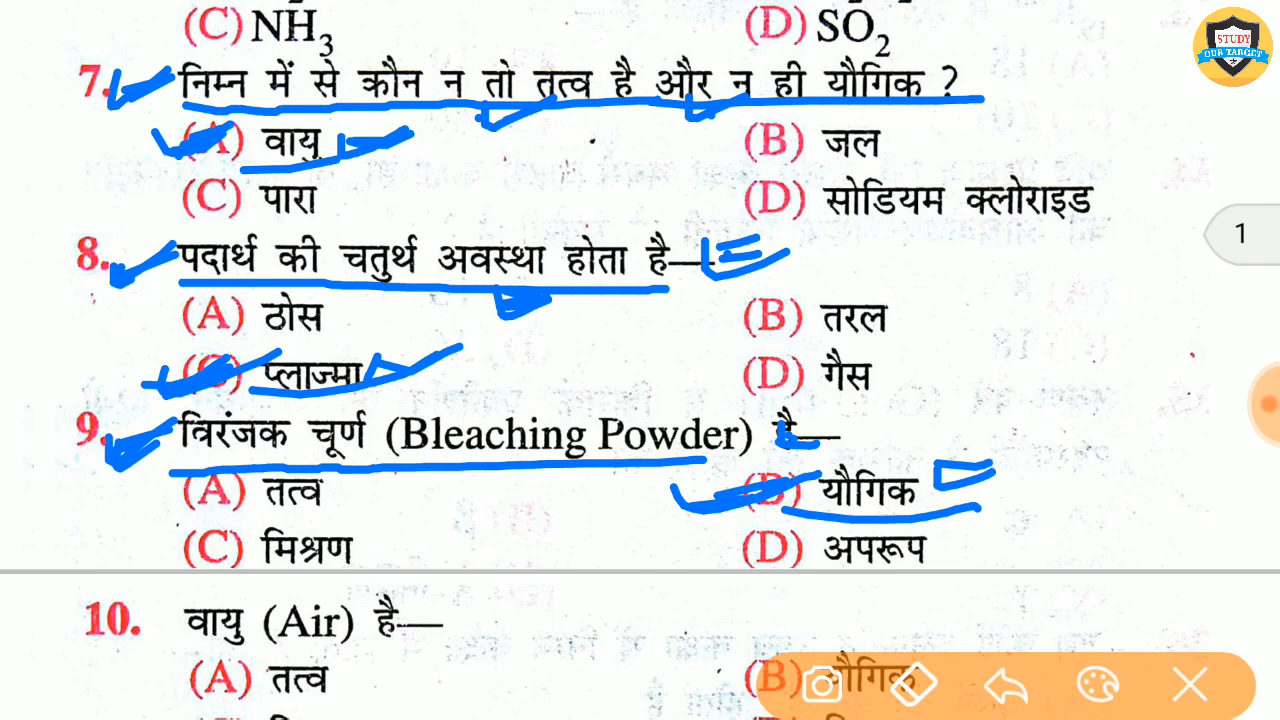 (C) NH₃ (D) SO₂
STUDY
OUR TARGET
7. निम्न में से कौन न तो तत्व है और न ही यौगिक ?
(A) वायु (B) जल
(C) पारा (D) सोडियम क्लोराइड
1
8. पदार्थ की चतुर्थ अवस्था होता है—
(A) ठोस (B) तरल
(C) प्लाज्मा (D) गैस
9. विरंजक चूर्ण (Bleaching Powder) है—
(A) तत्व (B) यौगिक
(C) मिश्रण (D) अपरूप
10. वायु (Air) है—
(A) तत्व (B) यौगिक